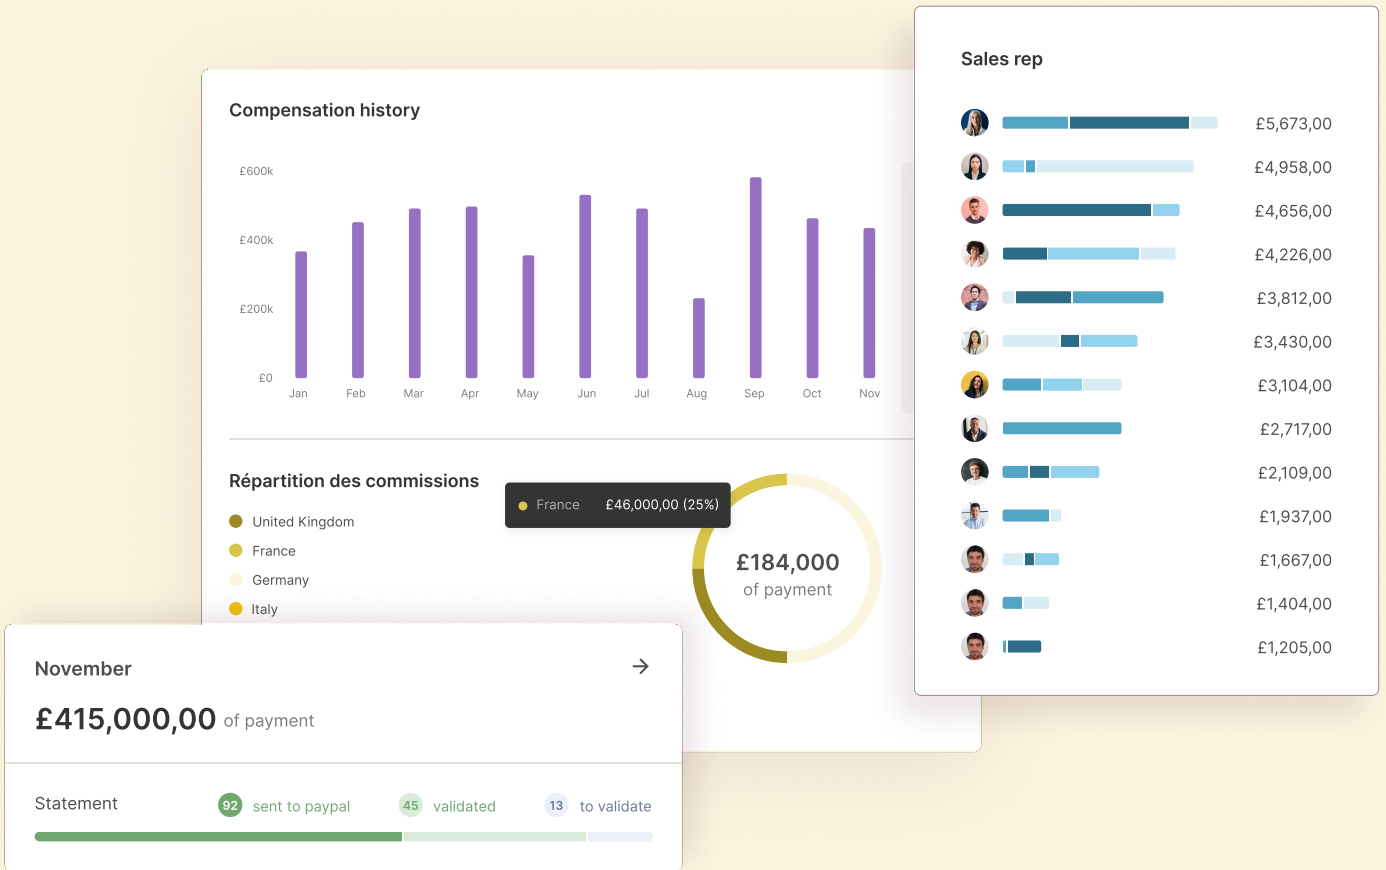 Compensation history
£600k
£400k
£200k
£0
Jan Feb Mar Apr May Jun Jul Aug Sep Oct Nov
Répartition des commissions
United Kingdom
France
Germany
Italy
France £46,000,00 (25%)
£184,000
of payment
November
£415,000,00 of payment
Statement 92 sent to paypal 45 validated 13 to validate
Sales rep
£5,673,00
£4,958,00
£4,656,00
£4,226,00
£3,812,00
£3,430,00
£3,104,00
£2,717,00
£2,109,00
£1,937,00
£1,667,00
£1,404,00
£1,205,00